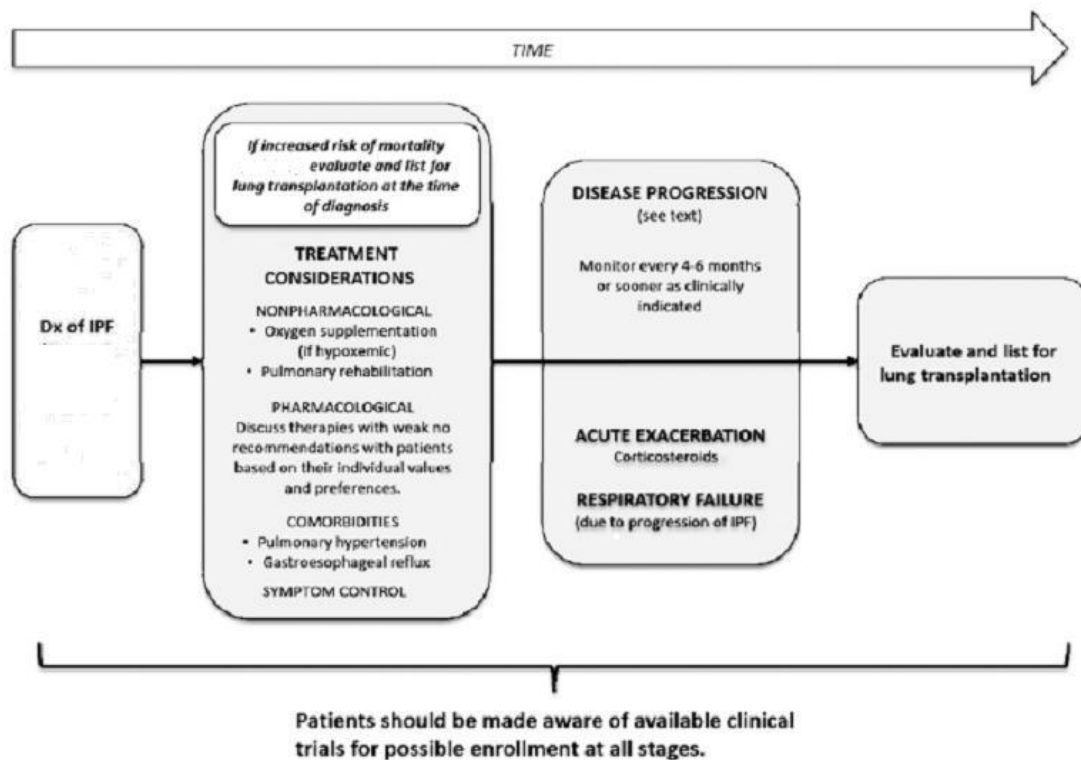 TIME
If increased risk of mortality
evaluate and list for
lung transplantation at the time
of diagnosis
Dx of IPF
TREATMENT
CONSIDERATIONS
NONPHARMACOLOGICAL
• Oxygen supplementation
(if hypoxemic)
• Pulmonary rehabilitation
PHARMACOLOGICAL
Discuss therapies with weak no
recommendations with patients
based on their individual values
and preferences.
COMORBIDITIES
• Pulmonary hypertension
• Gastroesophageal reflux
SYMPTOM CONTROL
DISEASE PROGRESSION
(see text)
Monitor every 4-6 months
or sooner as clinically
indicated
ACUTE EXACERBATION
Corticosteroids
RESPIRATORY FAILURE
(due to progression of IPF)
Evaluate and list for
lung transplantation
Patients should be made aware of available clinical
trials for possible enrollment at all stages.